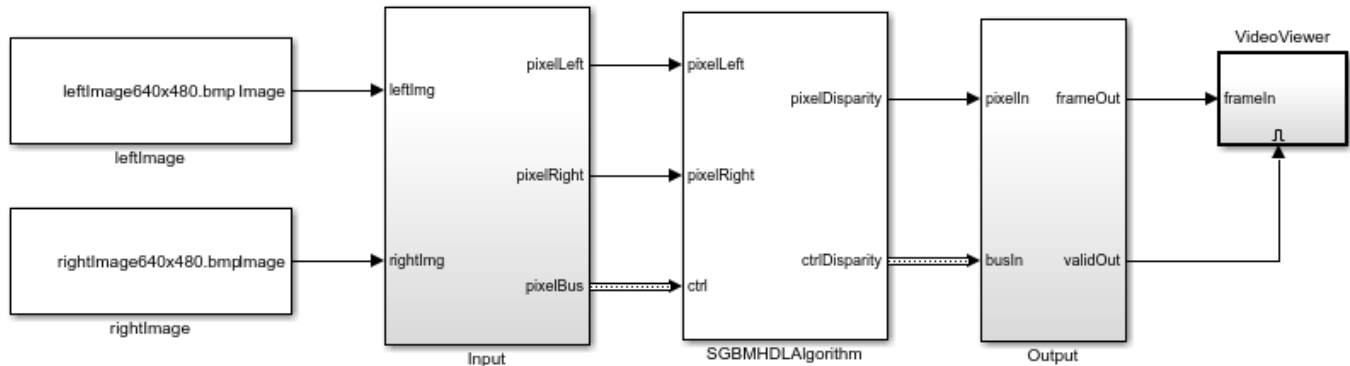 leftImage640x480.bmp Image
leftImage
rightImage640x480.bmpImage
rightImage
leftImg
rightImg
pixelLeft
pixelRight
pixelBus
Input
pixelLeft
pixelRight
ctrl
pixelDisparity
ctrlDisparity
SGBMHDLAlgorithm
pixelIn
busIn
frameOut
validOut
Output
VideoViewer
frameIn